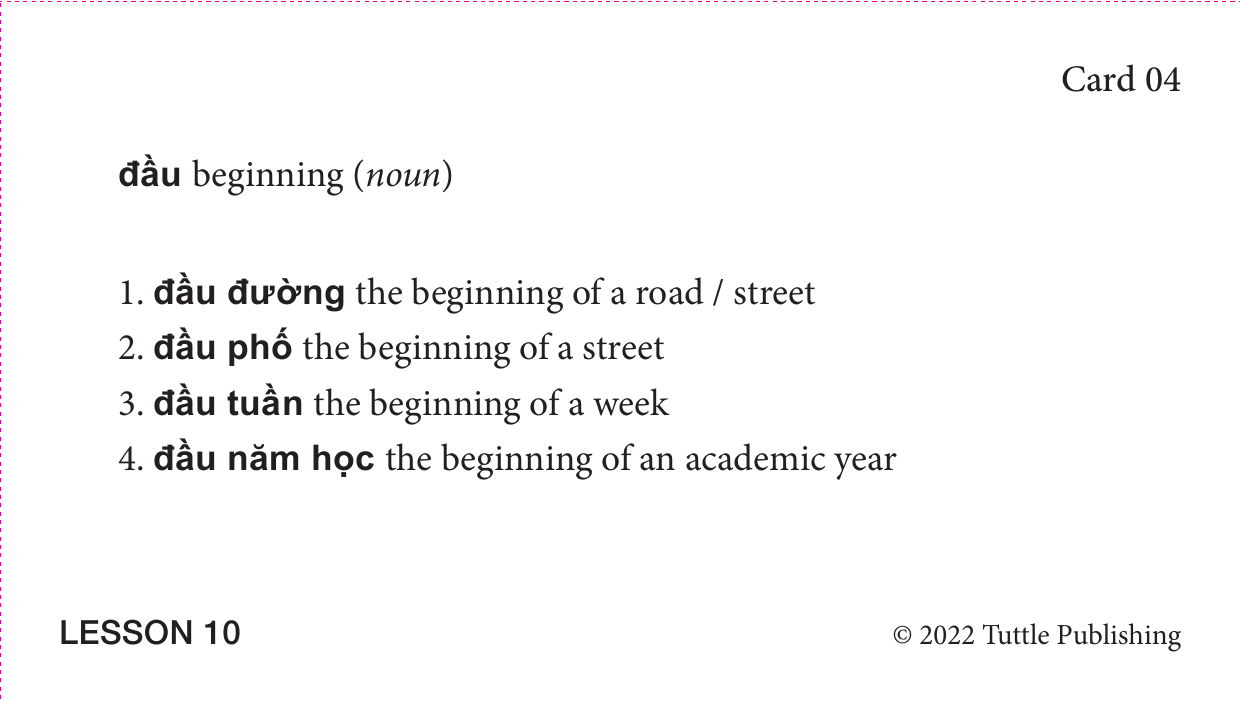 Card 04
đầu beginning (noun)
1. đầu đường the beginning of a road / street
2. đầu phố the beginning of a street
3. đầu tuần the beginning of a week
4. đầu năm học the beginning of an academic year
LESSON 10
© 2022 Tuttle Publishing